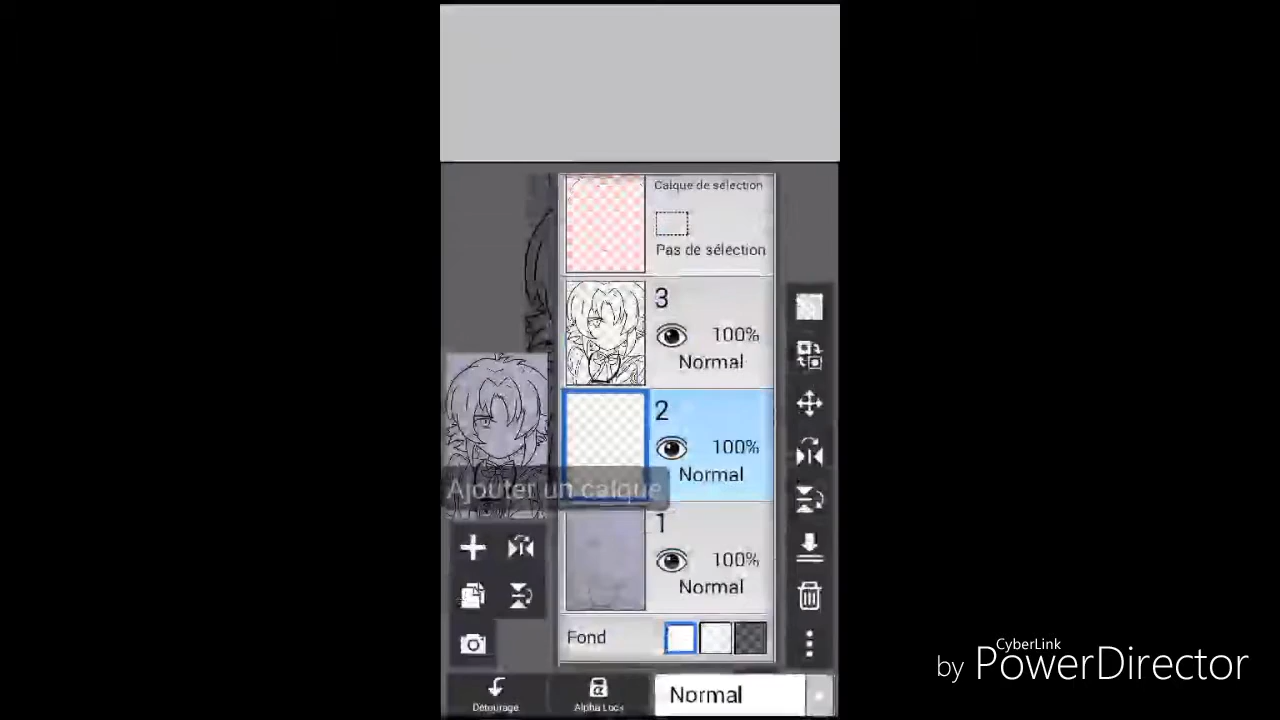 Calque de sélection
Pas de sélection
3
100%
Normal
2
100%
Normal
Ajouter un calque
1
100%
Normal
Fond
Détourage
Alpha Lock
Normal
CyberLink
by PowerDirector